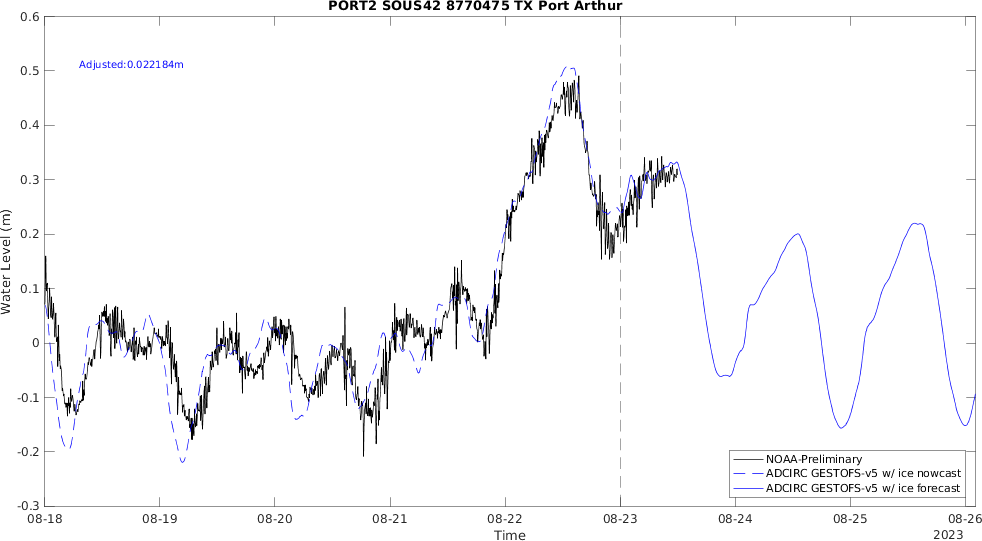 PORT2 SOUS42 8770475 TX Port Arthur
Adjusted:0.022184m
Water Level (m)
0.6
0.5
0.4
0.3
0.2
0.1
0
-0.1
-0.2
-0.3
NOAA-Preliminary
ADCIRC GESTOFS-v5 w/ ice nowcast
ADCIRC GESTOFS-v5 w/ ice forecast
08-18 08-19 08-20 08-21 08-22 08-23 08-24 08-25 08-26
Time
2023